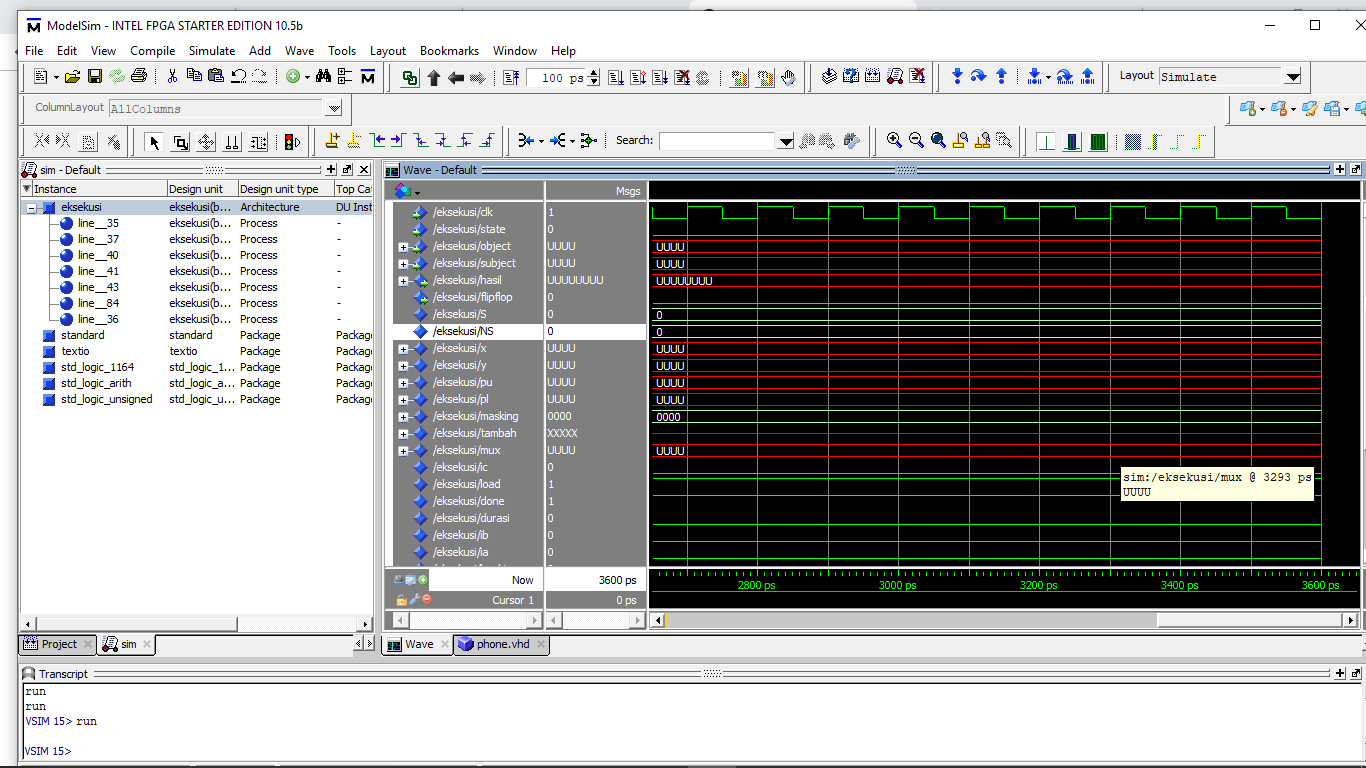 ModelSim - INTEL FPGA STARTER EDITION 10.5b
File Edit View Compile Simulate Add Wave Tools Layout Bookmarks Window Help
100 ps
Layout Simulate
ColumnLayout AllColumns
Search:
sim - Default
Instance Design unit Design unit type Top Cat
eksekusi eksekusi(b... Architecture DU Inst
line__35 eksekusi(b... Process -
line__37 eksekusi(b... Process -
line__40 eksekusi(b... Process -
line__41 eksekusi(b... Process -
line__43 eksekusi(b... Process -
line__84 eksekusi(b... Process -
line__36 eksekusi(b... Process -
standard standard Package Packag
textio textio Package Packag
std_logic_1164 std_logic_1... Package Packag
std_logic_arith std_logic_a... Package Packag
std_logic_unsigned std_logic_u... Package Packag
Project
sim
Wave - Default
Msgs
/eksekusi/clk 1
/eksekusi/state 0
/eksekusi/object UUUU UUUU
/eksekusi/subject UUUU UUUU
/eksekusi/hasil UUUUUUUU UUUUUUUU
/eksekusi/flipflop 0
/eksekusi/S 0 0
/eksekusi/NS 0 0
/eksekusi/x UUUU UUUU
/eksekusi/y UUUU UUUU
/eksekusi/pu UUUU UUUU
/eksekusi/pl UUUU UUUU
/eksekusi/masking 0000 0000
/eksekusi/tambah XXXXX
/eksekusi/mux UUUU UUUU
/eksekusi/ic 0
/eksekusi/load 1
/eksekusi/done 1
/eksekusi/durasi 0
/eksekusi/ib 0
/eksekusi/ia 0
sim:/eksekusi/mux @ 3293 ps
UUUU
Now 3600 ps
2800 ps 3000 ps 3200 ps 3400 ps 3600 ps
Cursor 1 0 ps
Wave
phone.vhd
Transcript
run
run
VSIM 15> run
VSIM 15>